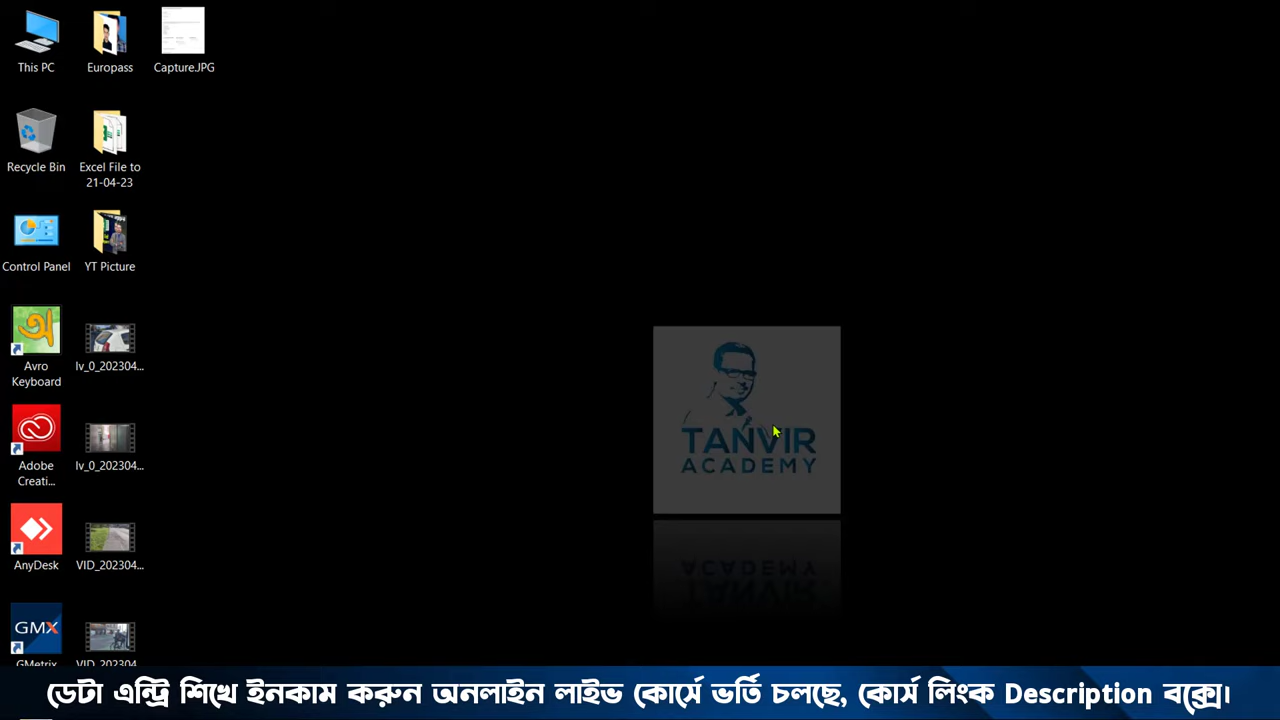 This PC
Europass
Capture.JPG
Recycle Bin
Excel File to
21-04-23
Control Panel
YT Picture
অ
Avro
Keyboard
lv_0_202304...
Adobe
Creati...
lv_0_202304...
AnyDesk
VID_202304...
GMX
GMetrix
VID_202304
TANVIR
ACADEMY
ডেটা এন্ট্রি শিখে ইনকাম করুন অনলাইন লাইভ কোর্সে ভর্তি চলছে, কোর্স লিংক Description বক্সে।